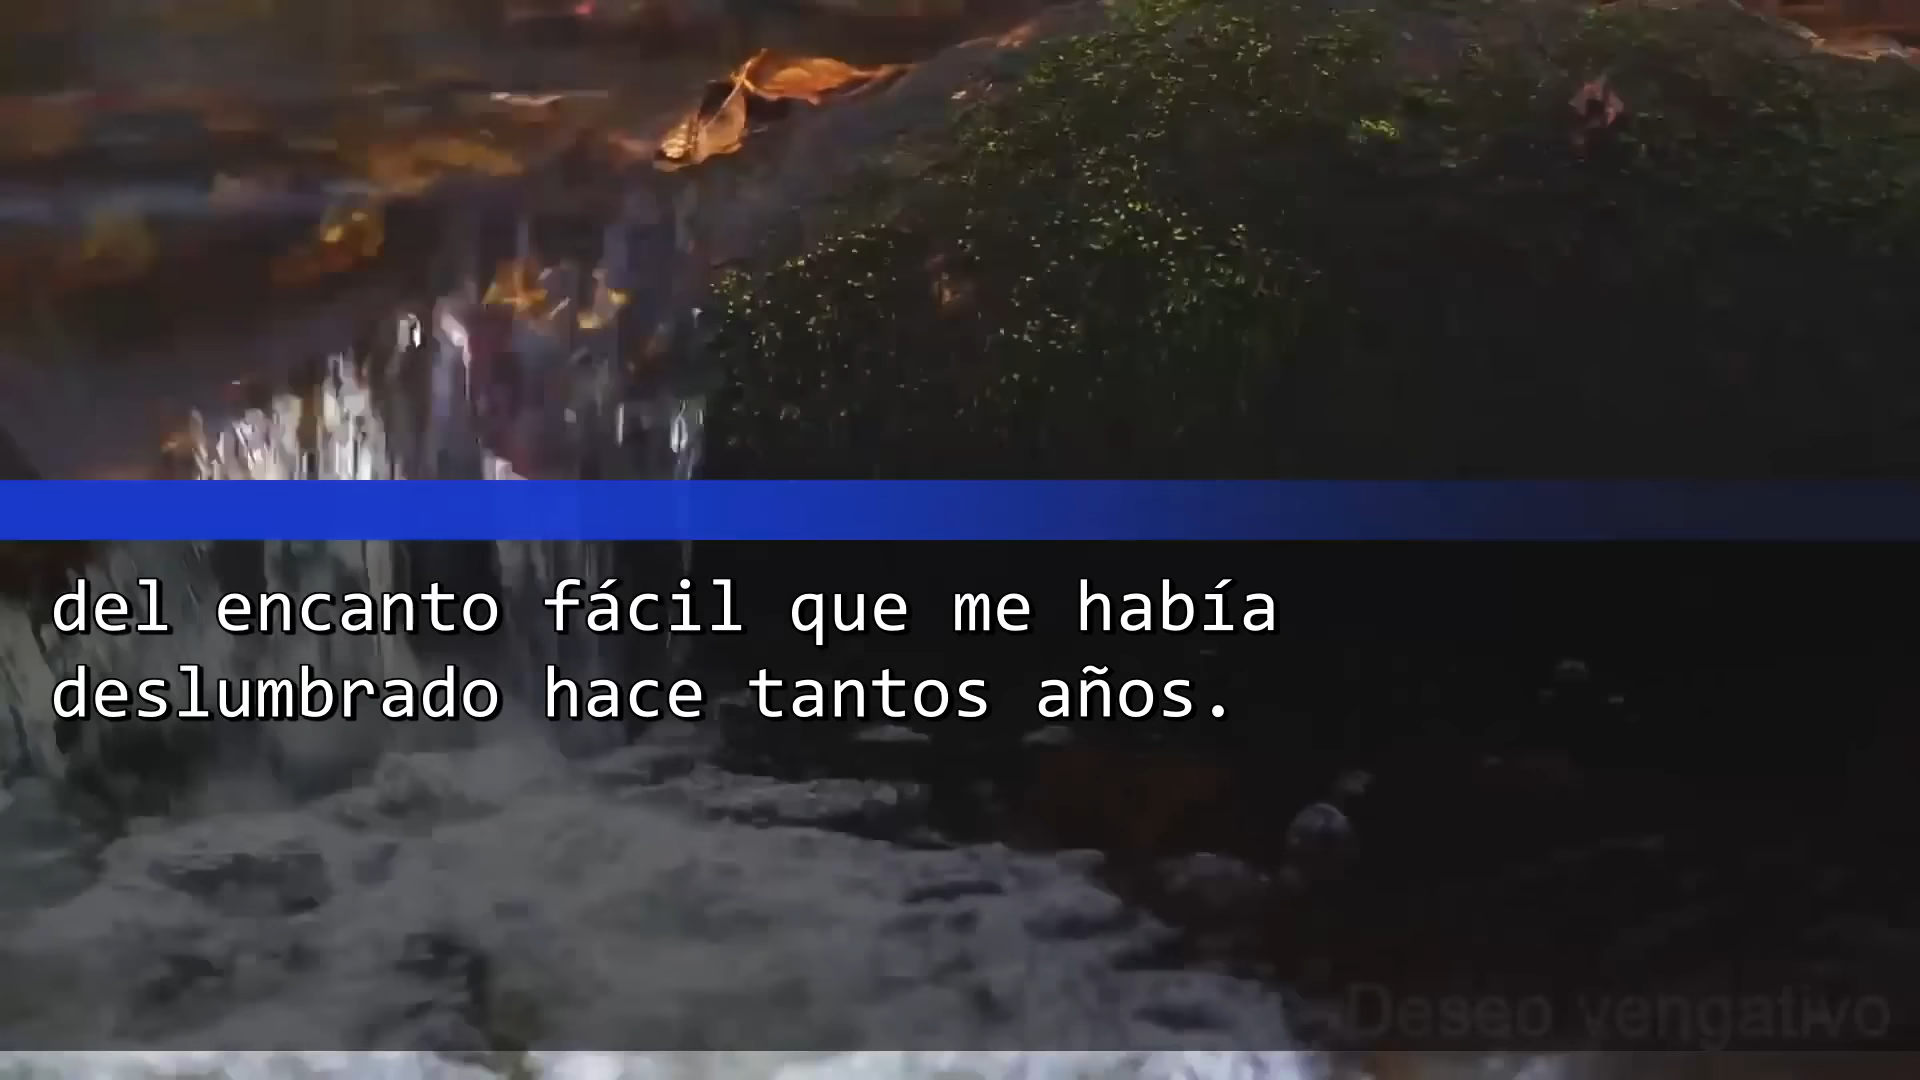 del encanto fácil que me había
deslumbrado hace tantos años.
Deseo vengativo